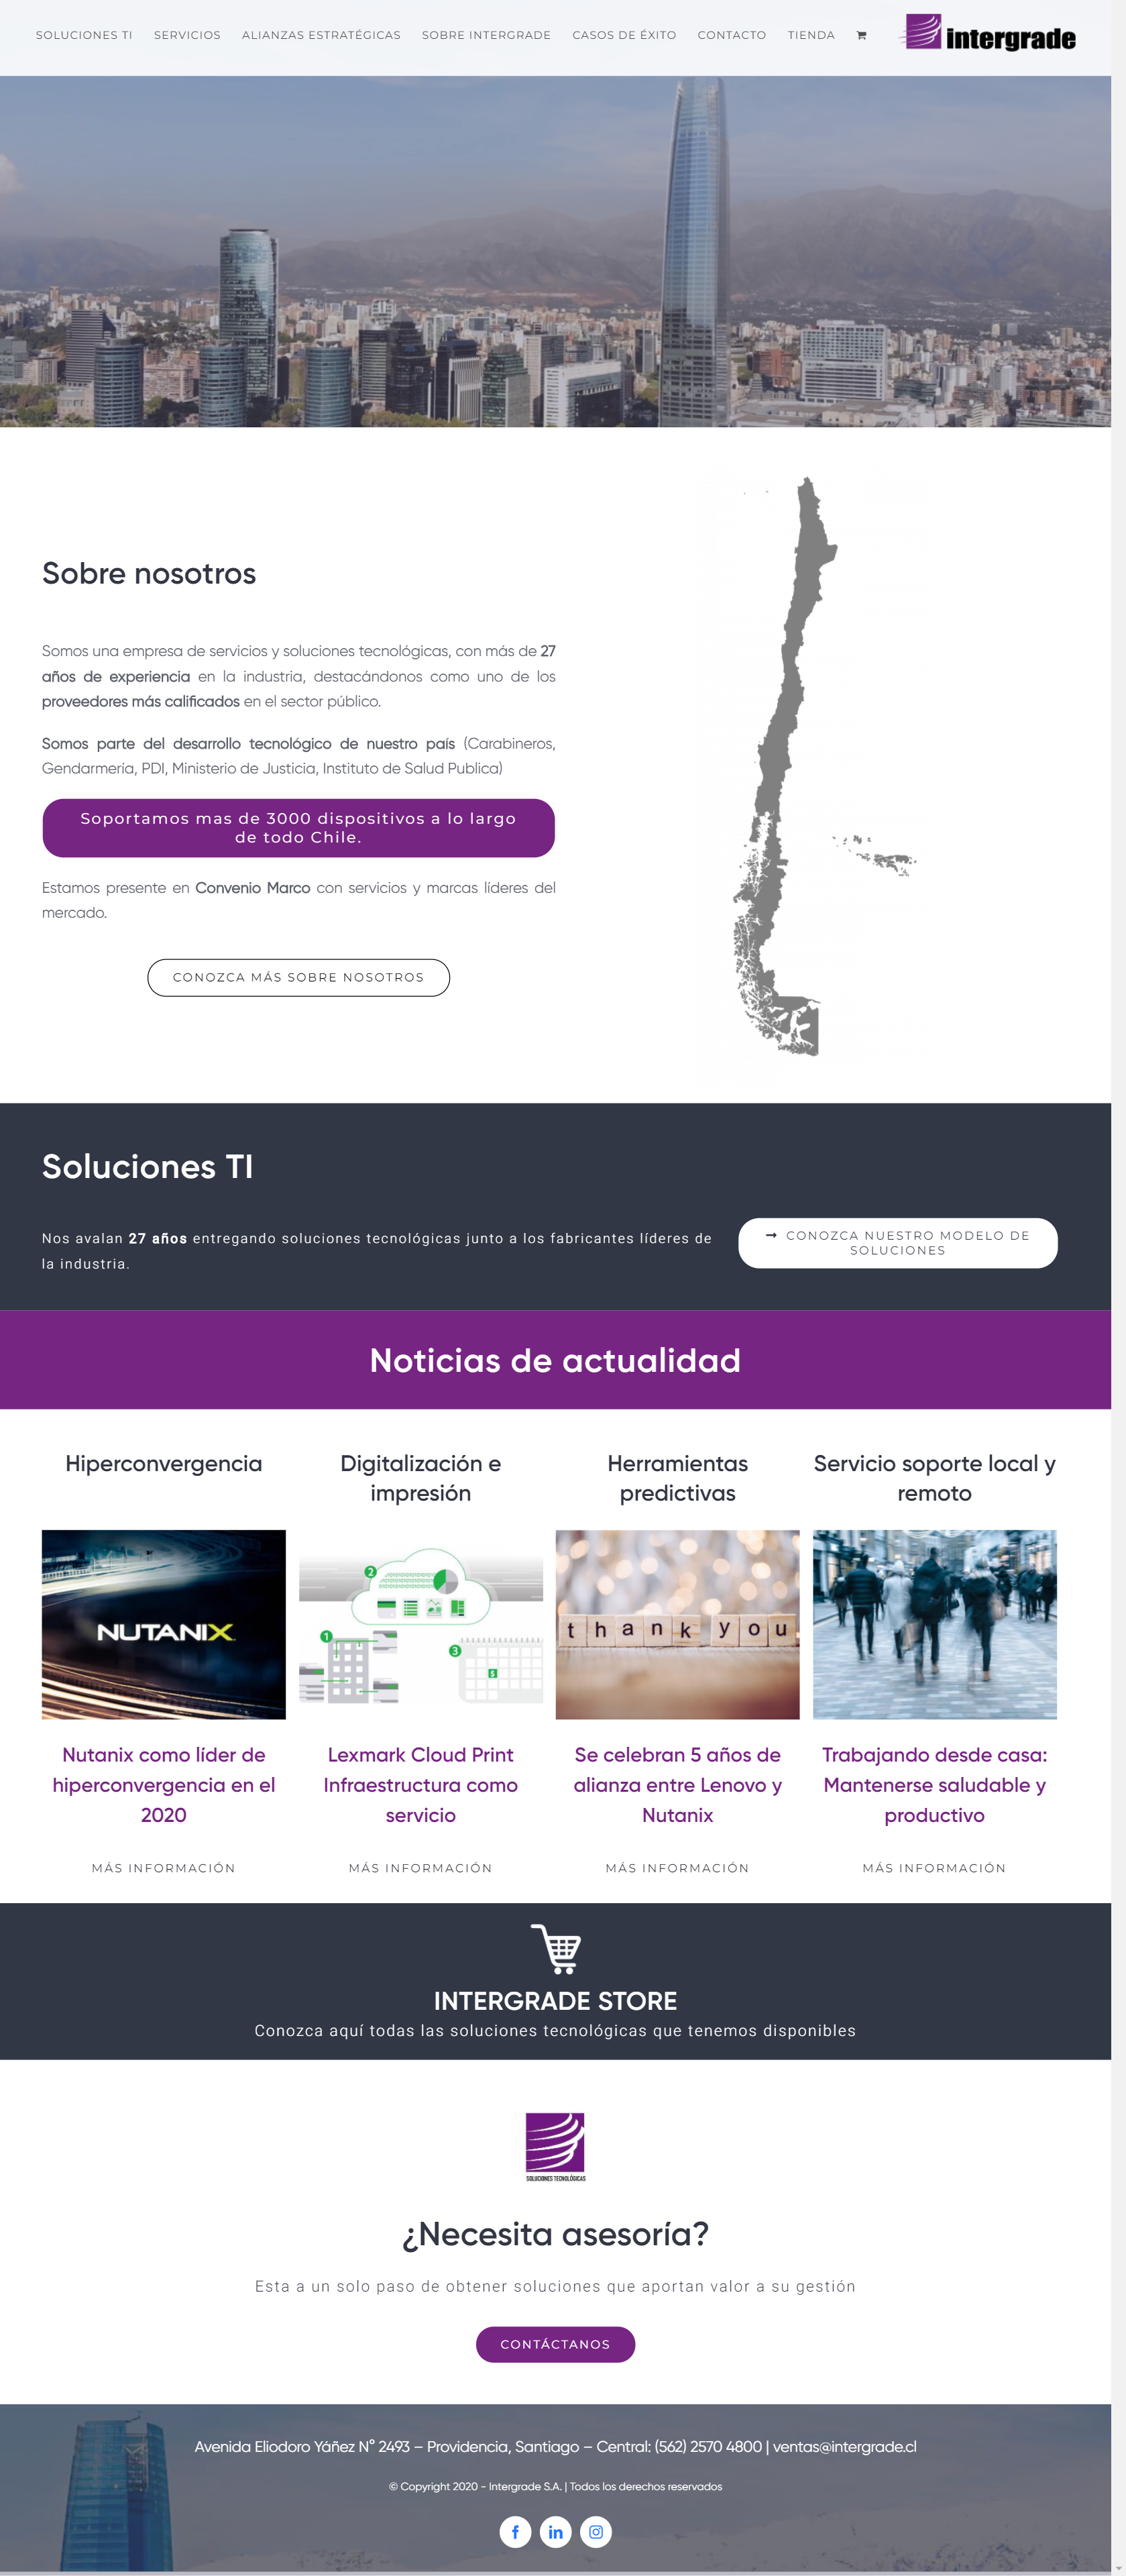 SOLUCIONES TI SERVICIOS ALIANZAS ESTRATÉGICAS SOBRE INTERGRADE CASOS DE ÉXITO CONTACTO TIENDA
intergrade
Sobre nosotros
Somos una empresa de servicios y soluciones tecnológicas, con más de 27
años de experiencia en la industria, destacándonos como uno de los
proveedores más calificados en el sector público.
Somos parte del desarrollo tecnológico de nuestro país (Carabineros,
Gendarmería, PDI, Ministerio de Justicia, Instituto de Salud Publica)
Soportamos mas de 3000 dispositivos a lo largo
de todo Chile.
Estamos presente en Convenio Marco con servicios y marcas líderes del
mercado.
CONOZCA MÁS SOBRE NOSOTROS
Soluciones TI
Nos avalan 27 años entregando soluciones tecnológicas junto a los fabricantes líderes de
la industria.
CONOZCA NUESTRO MODELO DE
SOLUCIONES
Noticias de actualidad
Hiperconvergencia
NUTANIX
Nutanix como líder de
hiperconvergencia en el
2020
MÁS INFORMACIÓN
Digitalización e
impresión
2
1
3
$
Lexmark Cloud Print
Infraestructura como
servicio
MÁS INFORMACIÓN
Herramientas
predictivas
thank you
Se celebran 5 años de
alianza entre Lenovo y
Nutanix
MÁS INFORMACIÓN
Servicio soporte local y
remoto
Trabajando desde casa:
Mantenerse saludable y
productivo
MÁS INFORMACIÓN
INTERGRADE STORE
Conozca aquí todas las soluciones tecnológicas que tenemos disponibles
SOLUCIONES TECNOLÓGICAS
¿Necesita asesoría?
Esta a un solo paso de obtener soluciones que aportan valor a su gestión
CONTÁCTANOS
Avenida Eliodoro Yáñez N° 2493 – Providencia, Santiago – Central: (562) 2570 4800 | ventas@intergrade.cl
© Copyright 2020 - Intergrade S.A. | Todos los derechos reservados